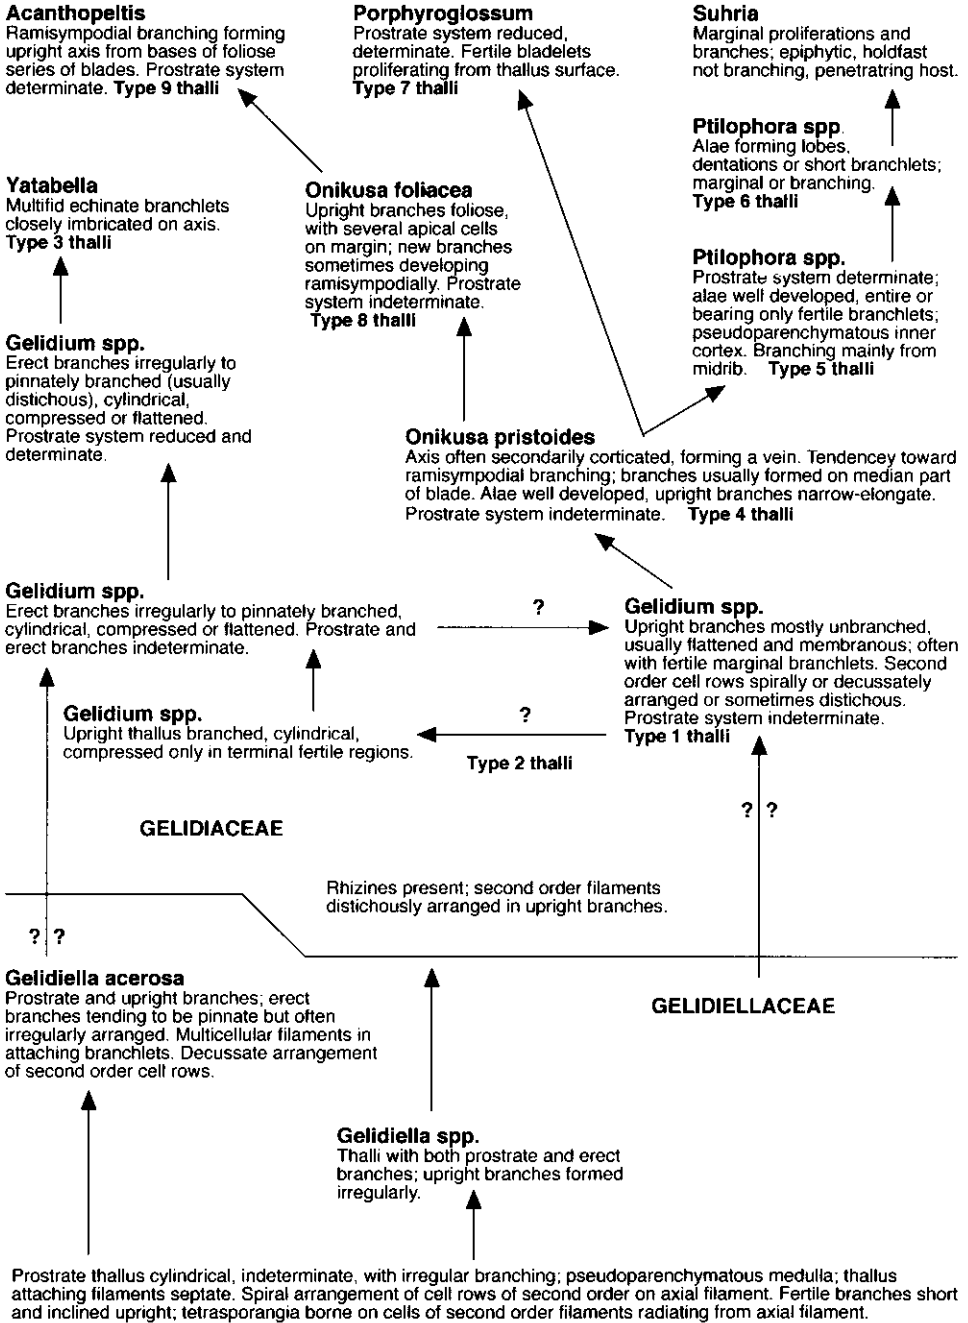 Acanthopeltis
Ramisympodial branching forming
upright axis from bases of foliose
series of blades. Prostrate system
determinate. Type 9 thalli
Porphyroglossum
Prostrate system reduced,
determinate. Fertile bladelets
proliferating from thallus surface.
Type 7 thalli
Suhria
Marginal proliferations and
branches; epiphytic, holdfast
not branching, penetratring host.
Ptilophora spp.
Alae forming lobes,
dentations or short branchlets;
marginal or branching.
Type 6 thalli
Yatabella
Multifid echinate branchlets
closely imbricated on axis.
Type 3 thalli
Onikusa foliacea
Upright branches foliose,
with several apical cells
on margin; new branches
sometimes developing
ramisympodially. Prostrate
system indeterminate.
Type 8 thalli
Ptilophora spp.
Prostrate system determinate;
alae well developed, entire or
bearing only fertile branchlets;
pseudoparenchymatous inner
cortex. Branching mainly from
midrib. Type 5 thalli
Gelidium spp.
Erect branches irregularly to
pinnately branched (usually
distichous), cylindrical,
compressed or flattened.
Prostrate system reduced and
determinate.
Onikusa pristoides
Axis often secondarily corticated, forming a vein. Tendencey toward
ramisympodial branching; branches usually formed on median part
of blade. Alae well developed, upright branches narrow-elongate.
Prostrate system indeterminate. Type 4 thalli
Gelidium spp.
Erect branches irregularly to pinnately branched,
cylindrical, compressed or flattened. Prostrate and
erect branches indeterminate.
?
Gelidium spp.
Upright branches mostly unbranched,
usually flattened and membranous; often
with fertile marginal branchlets. Second
order cell rows spirally or decussately
arranged or sometimes distichous.
Prostrate system indeterminate.
Type 1 thalli
Gelidium spp.
Upright thallus branched, cylindrical,
compressed only in terminal fertile regions.
?
Type 2 thalli
? ?
GELIDIACEAE
Rhizines present; second order filaments
distichously arranged in upright branches.
? ?
Gelidiella acerosa
Prostrate and upright branches; erect
branches tending to be pinnate but often
irregularly arranged. Multicellular filaments in
attaching branchlets. Decussate arrangement
of second order cell rows.
GELIDIELLACEAE
Gelidiella spp.
Thalli with both prostrate and erect
branches; upright branches formed
irregularly.
Prostrate thallus cylindrical, indeterminate, with irregular branching; pseudoparenchymatous medulla; thallus
attaching filaments septate. Spiral arrangement of cell rows of second order on axial filament. Fertile branches short
and inclined upright; tetrasporangia borne on cells of second order filaments radiating from axial filament.